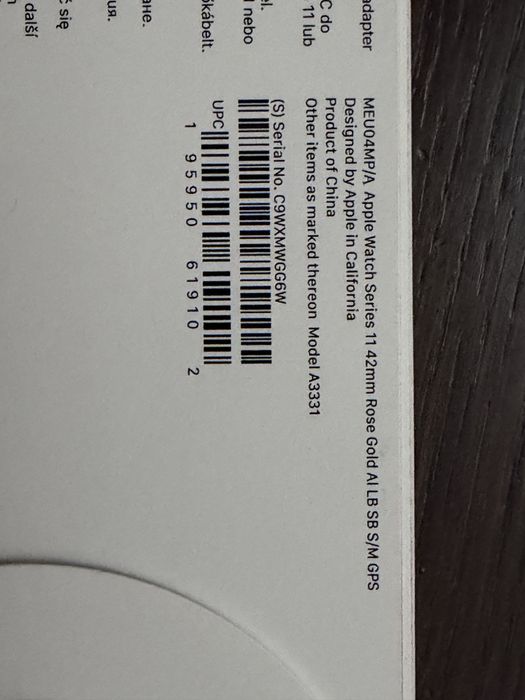 adapter
C do
11 lub
nebo
kábelt.
ане.
ия.
się
další
MEU04MP/A Apple Watch Series 11 42mm Rose Gold Al LB SB S/M GPS
Designed by Apple in California
Product of China
Other items as marked thereon Model A3331
(S) Serial No. C9WXMWGG6W
UPC
1 95950 61910 2